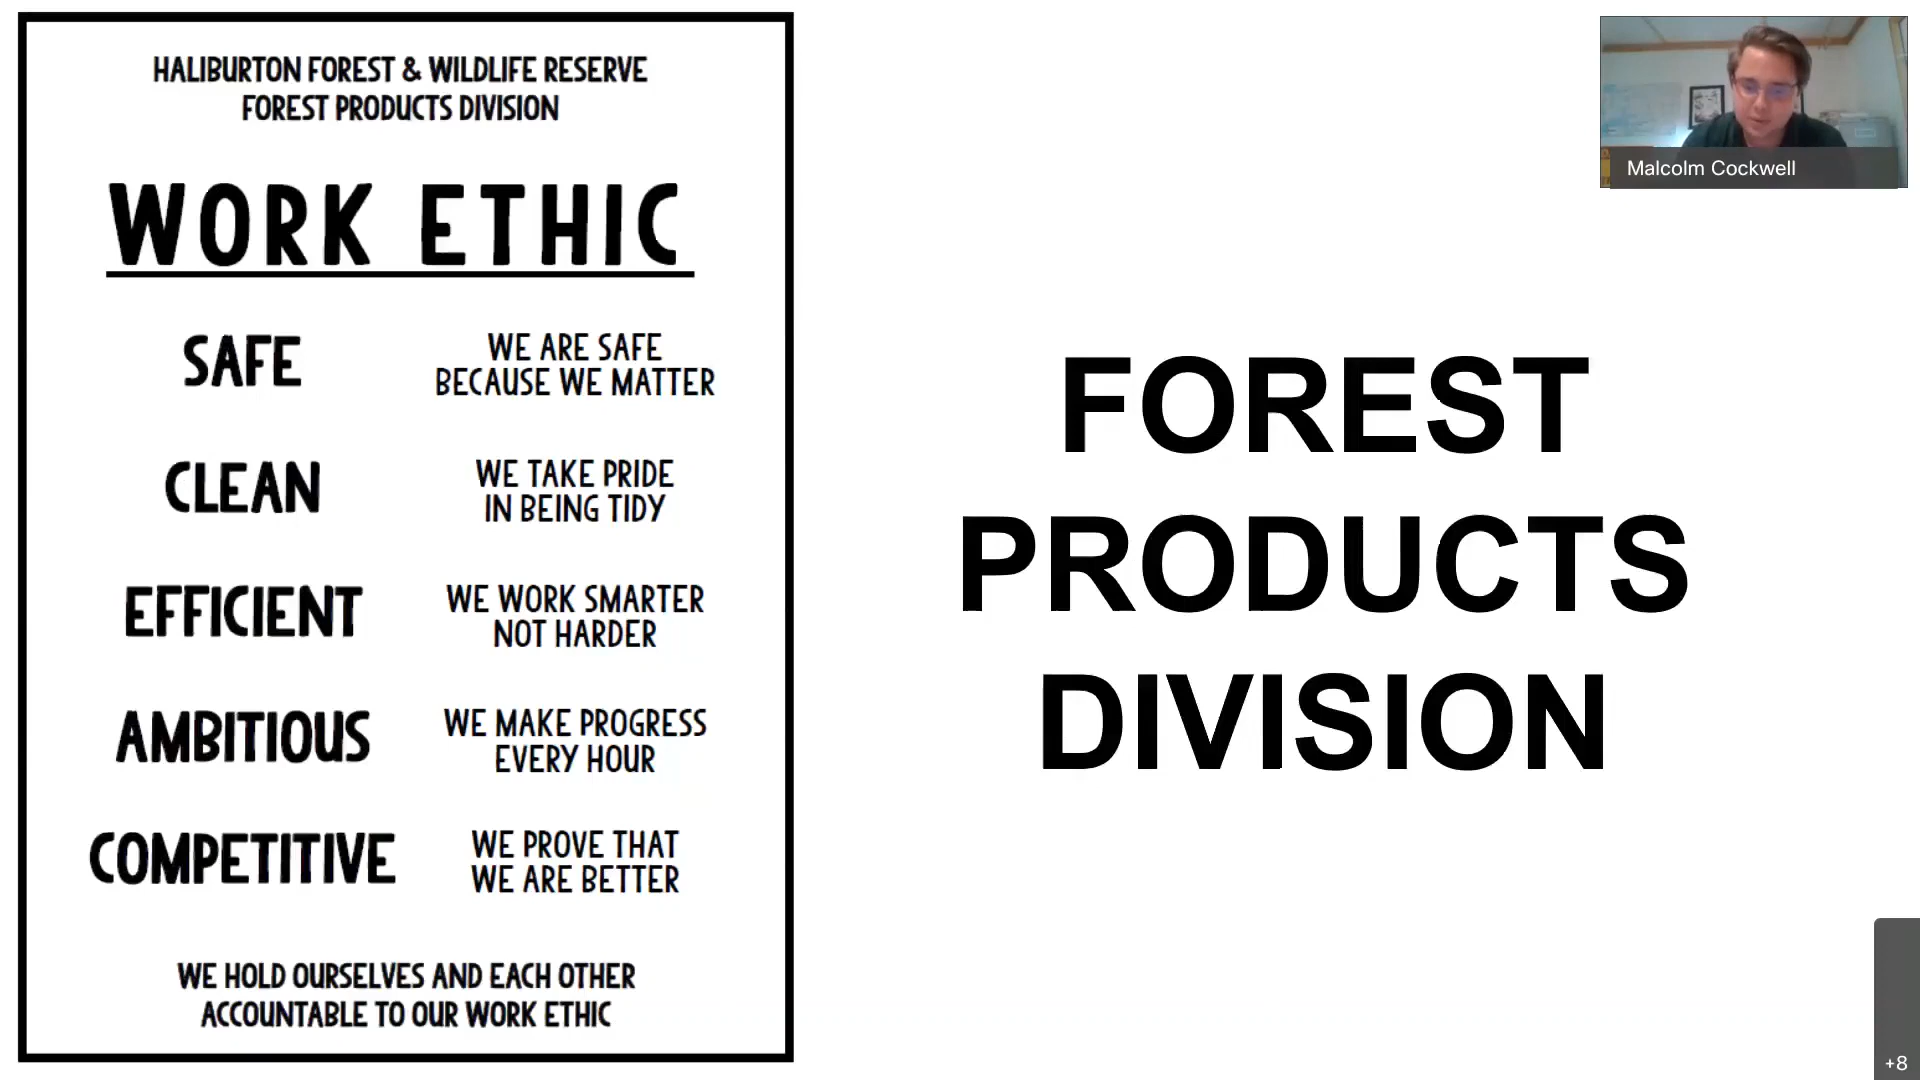 HALIBURTON FOREST & WILDLIFE RESERVE
FOREST PRODUCTS DIVISION
WORK ETHIC
SAFE
WE ARE SAFE
BECAUSE WE MATTER
CLEAN
WE TAKE PRIDE
IN BEING TIDY
EFFICIENT
WE WORK SMARTER
NOT HARDER
AMBITIOUS
WE MAKE PROGRESS
EVERY HOUR
COMPETITIVE
WE PROVE THAT
WE ARE BETTER
WE HOLD OURSELVES AND EACH OTHER
ACCOUNTABLE TO OUR WORK ETHIC
FOREST
PRODUCTS
DIVISION
Malcolm Cockwell
+8